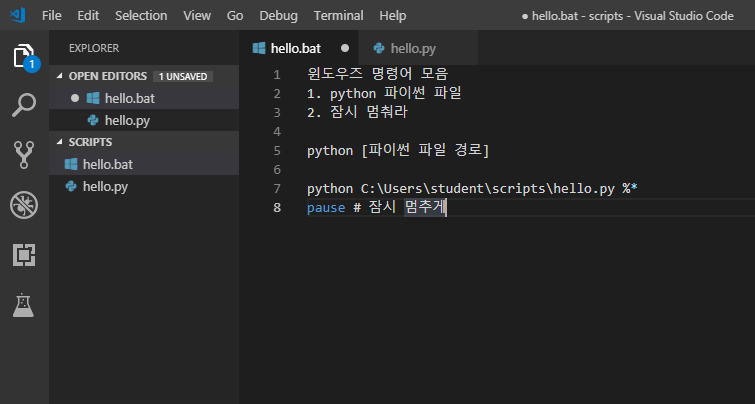 File Edit Selection View Go Debug Terminal Help ● hello.bat - scripts - Visual Studio Code
EXPLORER
OPEN EDITORS 1 UNSAVED
hello.bat
hello.py
SCRIPTS
hello.bat
hello.py
1
hello.bat ● hello.py
1 윈도우즈 명령어 모음
2 1. python 파이썬 파일
3 2. 잠시 멈춰라
4
5 python [파이썬 파일 경로]
6
7 python C:\Users\student\scripts\hello.py %*
8 pause # 잠시 멈추게